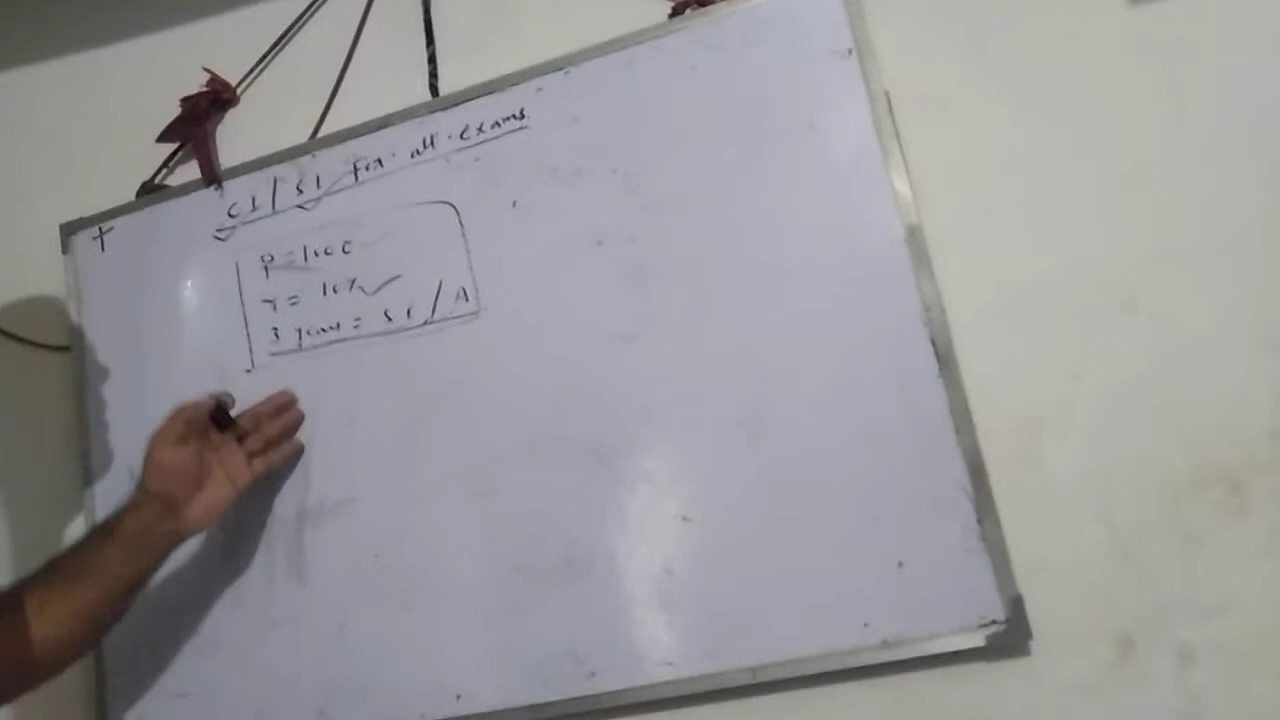 CI / SI For all exams.
P = 1000
r = 10%
3 years = SI / A